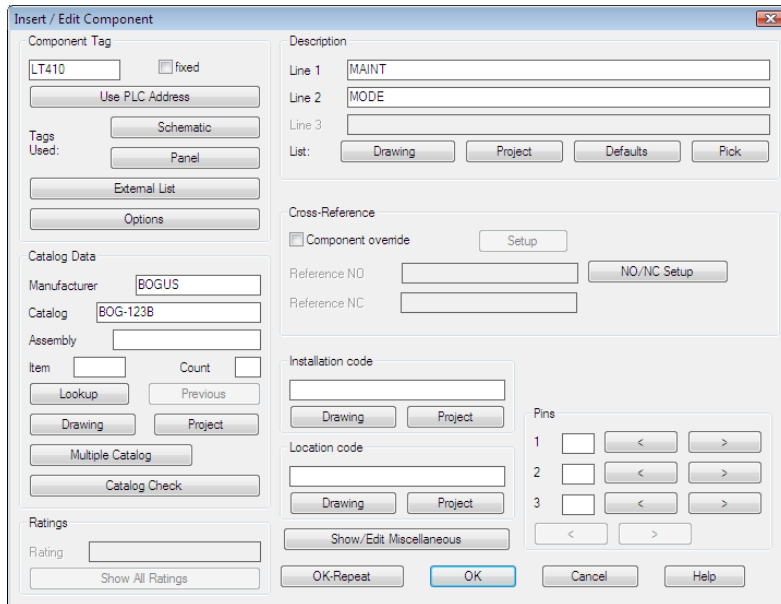 Insert / Edit Component
Component Tag
LT410
fixed
Use PLC Address
Tags Used:
Schematic
Panel
External List
Options
Description
Line 1 MAINT
Line 2 MODE
Line 3
List: Drawing Project Defaults Pick
Cross-Reference
Component override Setup
Reference NO NO/NC Setup
Reference NC
Catalog Data
Manufacturer BOGUS
Catalog BOG-123B
Assembly
Item Count
Lookup Previous
Drawing Project
Multiple Catalog
Catalog Check
Ratings
Rating
Show All Ratings
Installation code
Drawing Project
Location code
Drawing Project
Show/Edit Miscellaneous
Pins
1 < >
2 < >
3 < >
< >
OK-Repeat OK Cancel Help